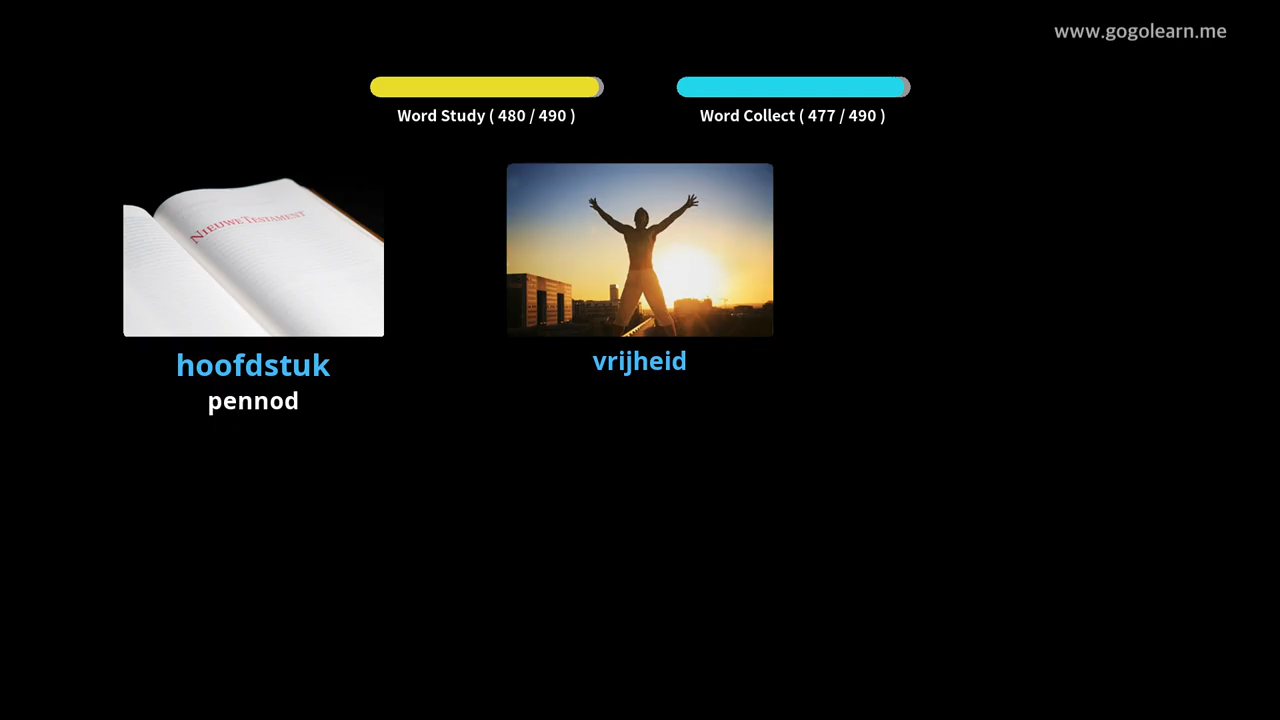 www.gogolearn.me
Word Study ( 480 / 490 )
Word Collect ( 477 / 490 )
NIEUWE TESTAMENT
hoofdstuk
pennod
vrijheid